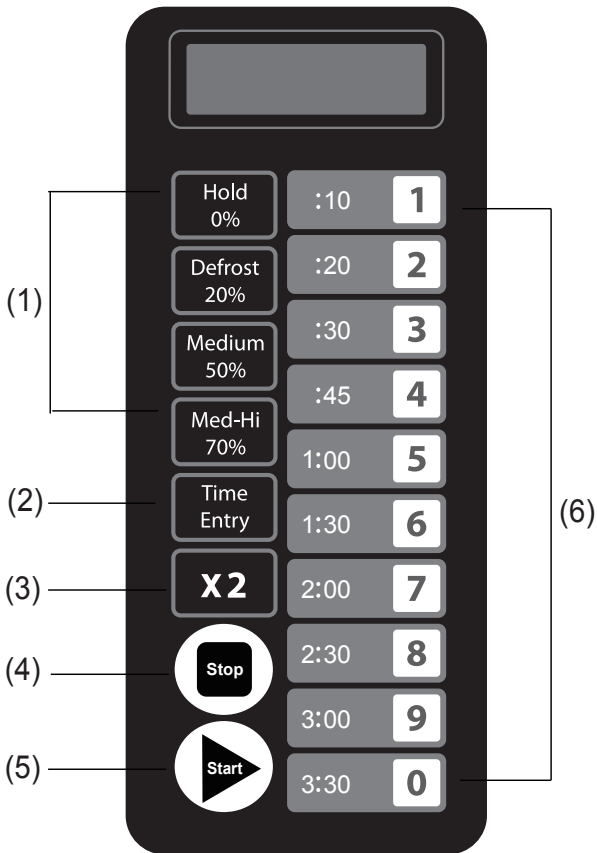 Hold
0%
Defrost
20%
Medium
50%
Med-Hi
70%
Time
Entry
X2
Stop
Start
:10 1
:20 2
:30 3
:45 4
1:00 5
1:30 6
2:00 7
2:30 8
3:00 9
3:30 0
(1)
(2)
(3)
(4)
(5)
(6)